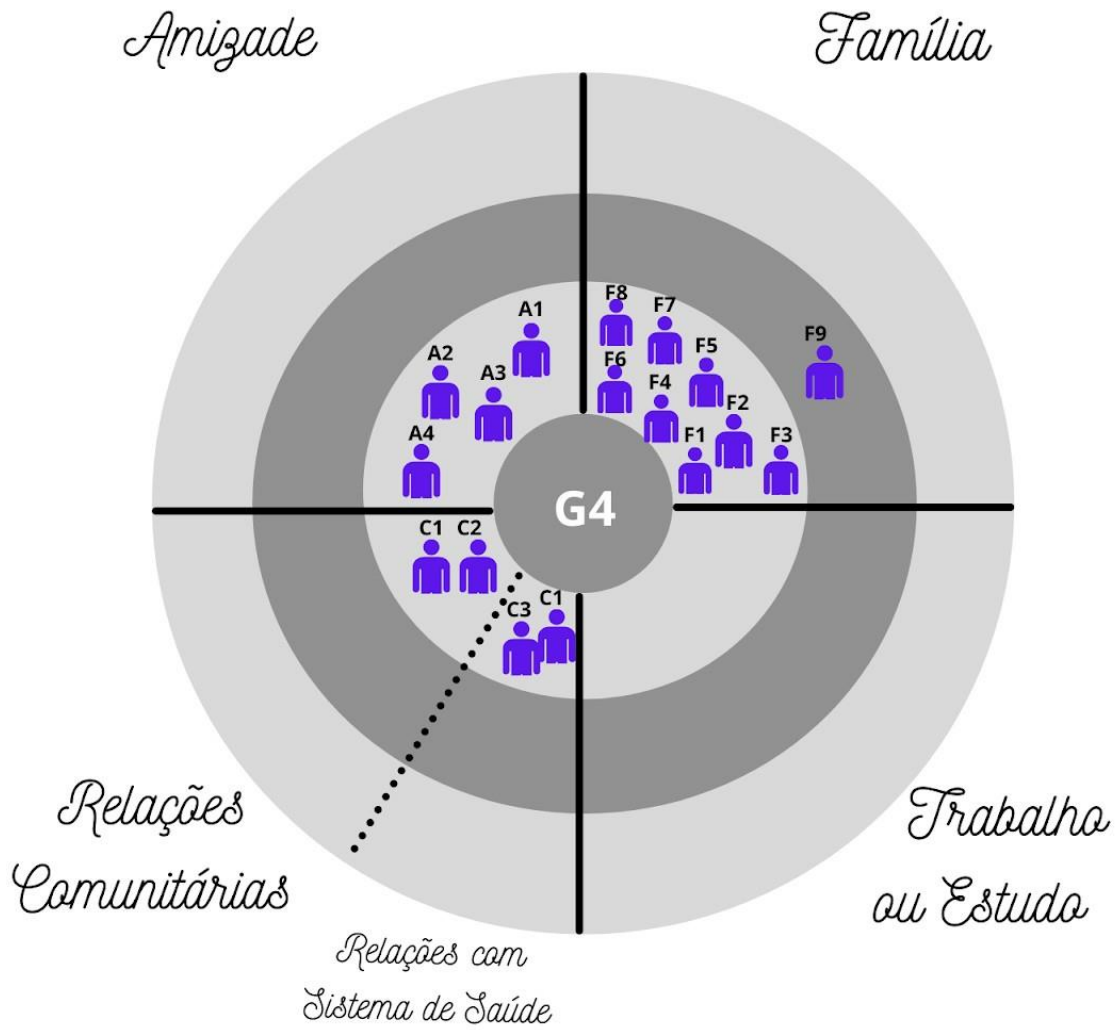 Amizade
Família
F8
F7
A1
F9
A2
F6
F5
A3
F4
F2
F1
F3
A4
G4
C1 C2
C3 C1
Relações
Comunitárias
Trabalho
ou Estudo
Relações com
Sistema de Saúde